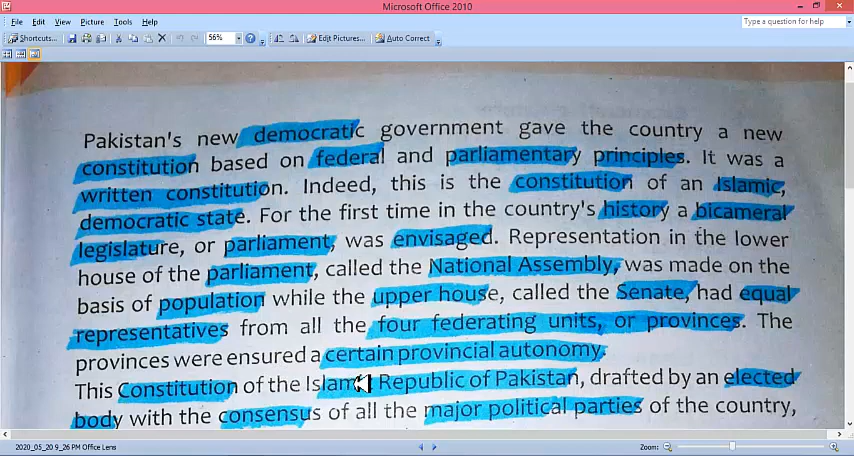 Microsoft Office 2010
File Edit View Picture Tools Help
Type a question for help
Shortcuts... 56% Edit Pictures... Auto Correct
Pakistan's new democratic government gave the country a new
constitution based on federal and parliamentary principles. It was a
written constitution. Indeed, this is the constitution of an Islamic,
democratic state. For the first time in the country's history a bicameral
legislature, or parliament, was envisaged. Representation in the lower
house of the parliament, called the National Assembly, was made on the
basis of population while the upper house, called the Senate, had equal
representatives from all the four federating units, or provinces. The
provinces were ensured a certain provincial autonomy.
This Constitution of the Islamic Republic of Pakistan, drafted by an elected
body with the consensus of all the major political parties of the country,
2020_05_20 9_26 PM Office Lens
Zoom: